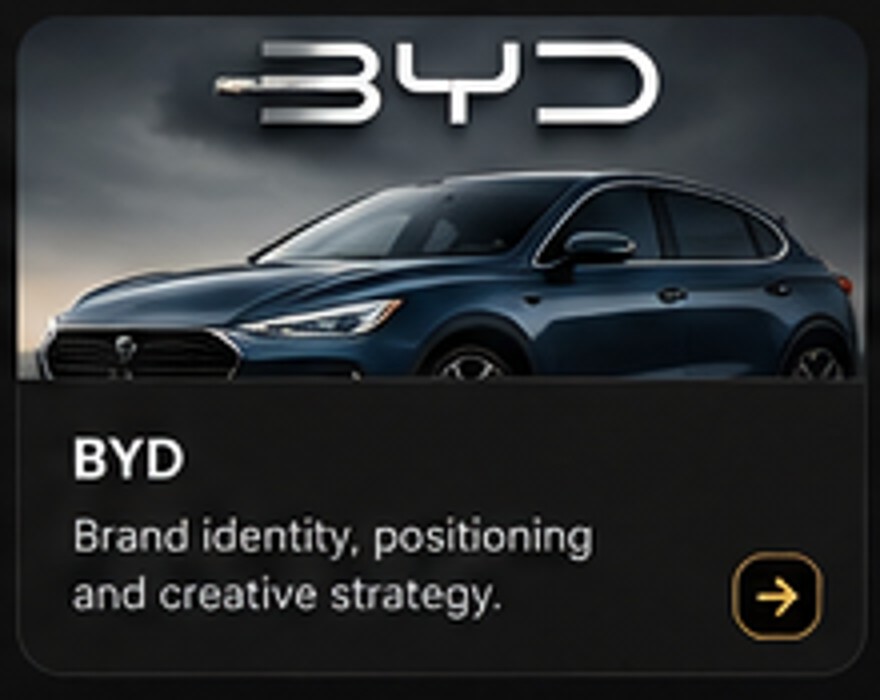 BYD
BYD
Brand identity, positioning
and creative strategy.